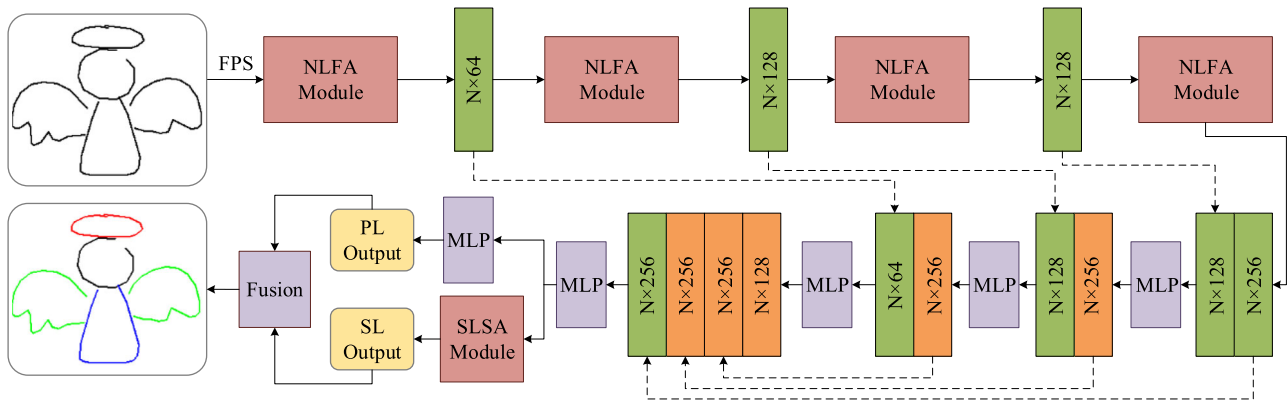 FPS
NLFA
Module
N×64
NLFA
Module
N×128
NLFA
Module
N×128
NLFA
Module
Fusion
PL
Output
SL
Output
MLP
SLSA
Module
MLP
N×256
N×256
N×256
N×128
MLP
N×64
N×256
MLP
N×128
N×256
MLP
N×128
N×256